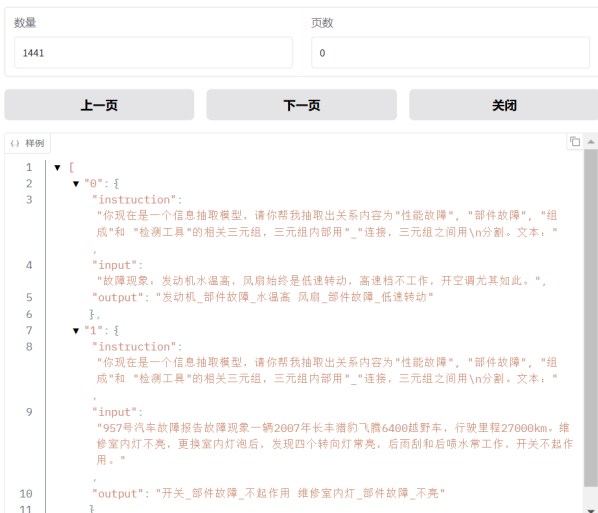 数量
页数
1441
0
上一页
下一页
关闭
{·} 样例
1 ▼ [
2 ▼ "0": {
3 "instruction":
"你现在是一个信息抽取模型，请你帮我抽取出关系内容为"性能故障", "部件故障", "组
成"和 "检测工具"的相关三元组，三元组内部用"_"连接，三元组之间用\n分割。文本："
,
4 "input":
"故障现象：发动机水温高，风扇始终是低速转动，高速档不工作，开空调尤其如此。",
5 "output": "发动机_部件故障_水温高 风扇_部件故障_低速转动"
6 },
7 ▼ "1": {
8 "instruction":
"你现在是一个信息抽取模型，请你帮我抽取出关系内容为"性能故障", "部件故障", "组
成"和 "检测工具"的相关三元组，三元组内部用"_"连接，三元组之间用\n分割。文本："
,
9 "input":
"957号汽车故障报告故障现象一辆2007年长丰猎豹飞腾6400越野车，行驶里程27000km。维
修室内灯不亮，更换室内灯泡后，发现四个转向灯常亮，后雨刮和后喷水常工作，开关不起作
用。"
,
10 "output": "开关_部件故障_不起作用 维修室内灯_部件故障_不亮"
11 }